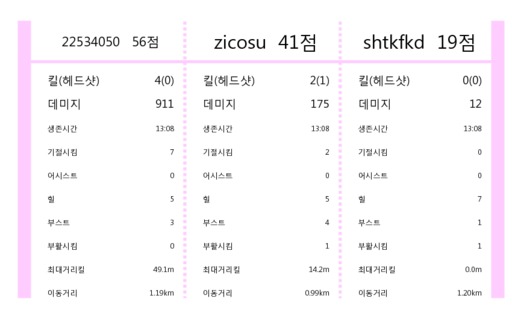 22534050 56점 zicosu 41점 shtkfkd 19점
킬(헤드샷) 4(0) 킬(헤드샷) 2(1) 킬(헤드샷) 0(0)
데미지 911 데미지 175 데미지 12
생존시간 13:08 생존시간 13:08 생존시간 13:08
기절시킴 7 기절시킴 2 기절시킴 0
어시스트 0 어시스트 0 어시스트 0
힐 5 힐 5 힐 7
부스트 3 부스트 4 부스트 1
부활시킴 0 부활시킴 1 부활시킴 1
최대거리킬 49.1m 최대거리킬 14.2m 최대거리킬 0.0m
이동거리 1.19km 이동거리 0.99km 이동거리 1.20km